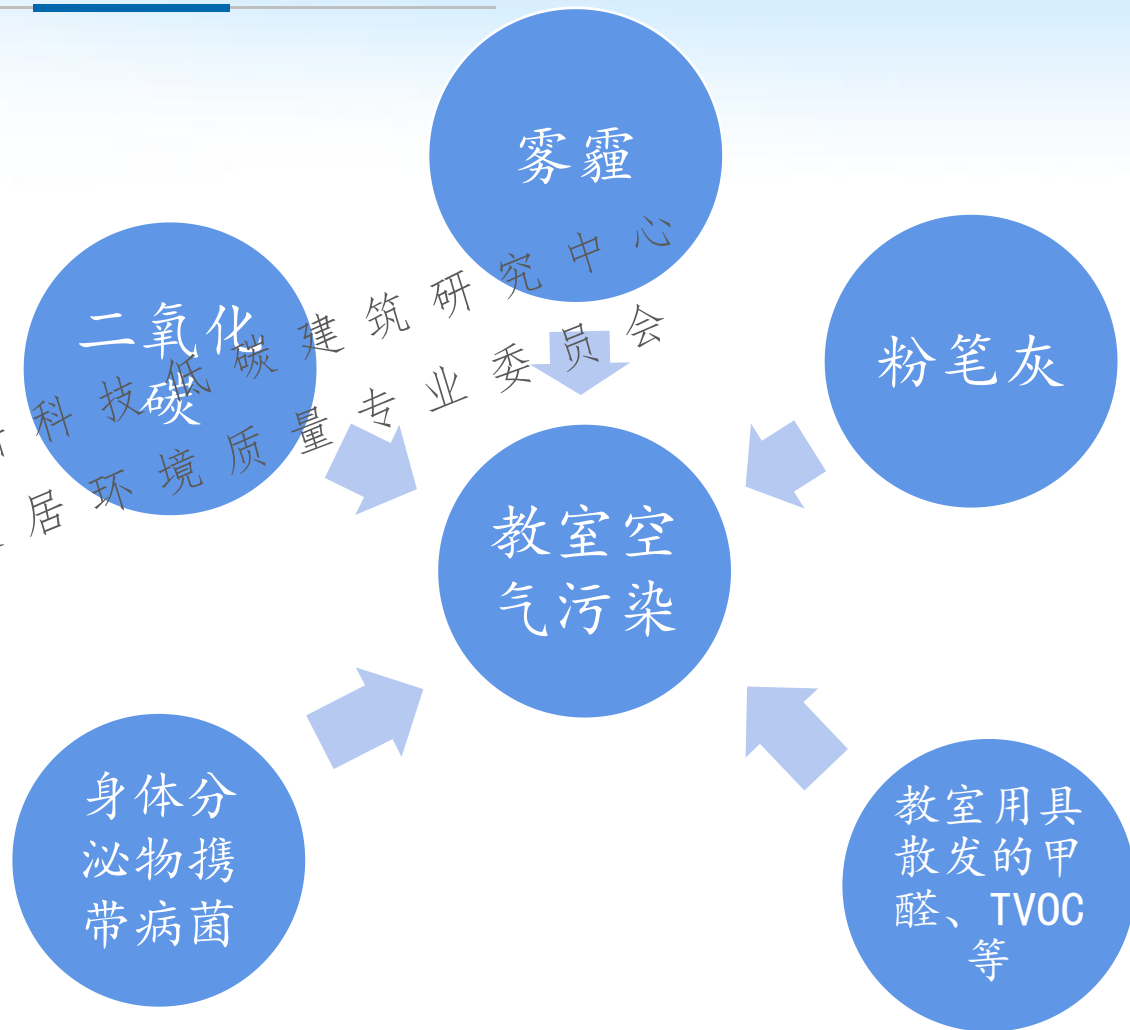 雾霾
二氧化
碳
粉笔灰
教室空
气污染
身体分
泌物携
带病菌
教室用具
散发的甲
醛、TVOC
等
科技低碳建筑研究中心
居环境质量专业委员会